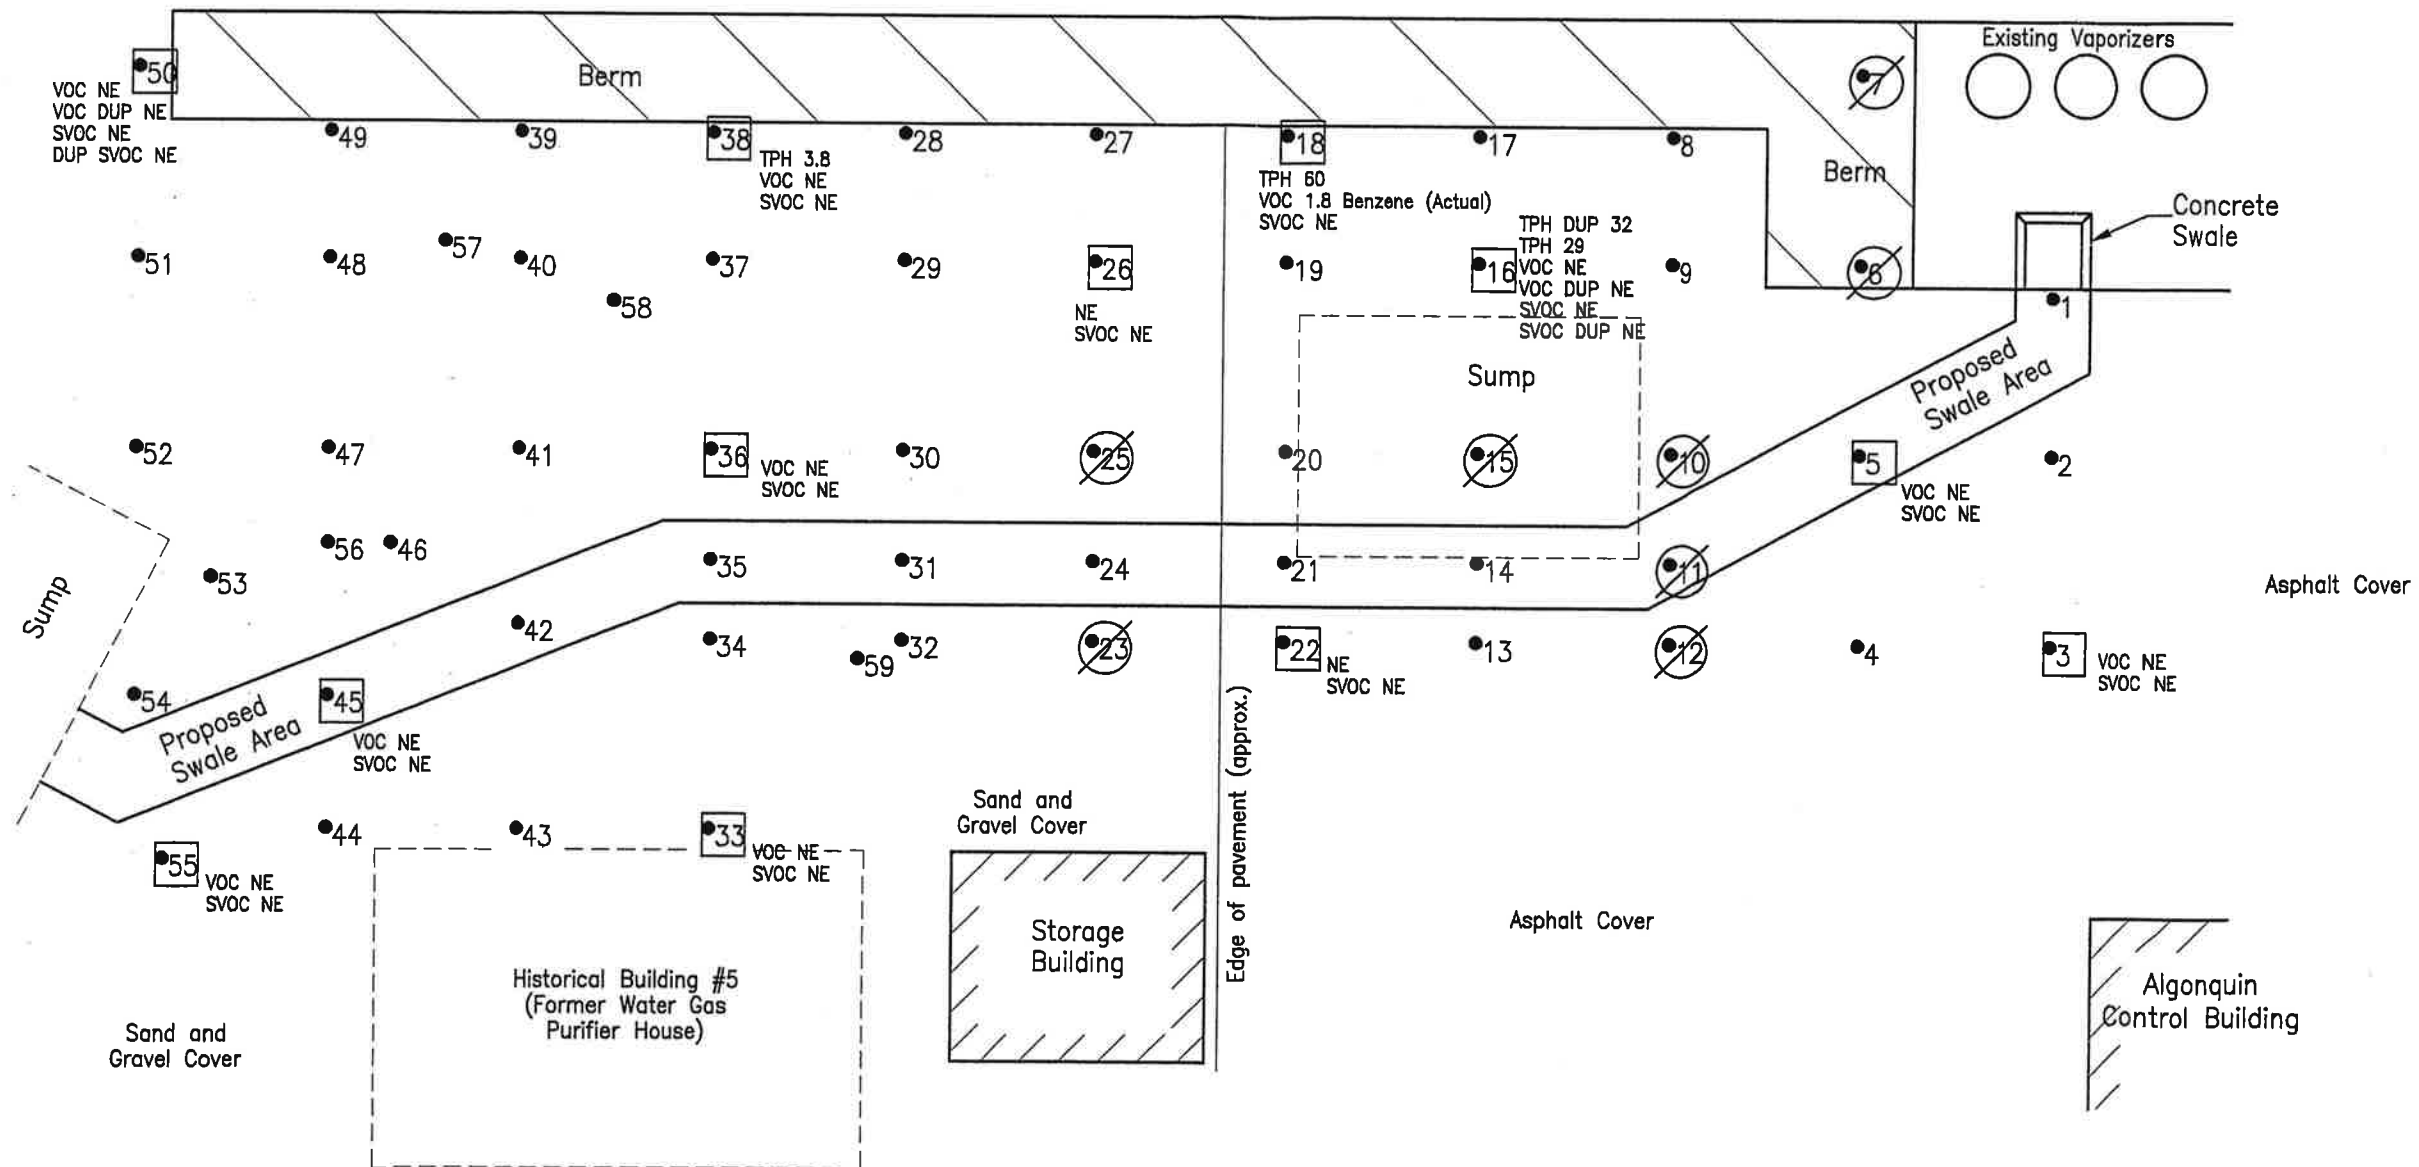 Existing Vaporizers
50
VOC NE
VOC DUP NE
SVOC NE
DUP SVOC NE
Berm
7
49
39
38
TPH 3.8
VOC NE
SVOC NE
28
27
18
TPH 60
VOC 1.8 Benzene (Actual)
SVOC NE
17
8
Berm
Concrete
Swale
51
48
57
40
58
37
29
26
NE
SVOC NE
19
16
TPH DUP 32
TPH 29
VOC NE
VOC DUP NE
SVOC NE
SVOC DUP NE
9
6
1
Sump
Proposed
Swale Area
52
47
41
36
VOC NE
SVOC NE
30
25
20
15
10
5
VOC NE
SVOC NE
2
Sump
53
56
46
35
31
24
21
14
11
Asphalt Cover
42
34
59
32
23
22
NE
SVOC NE
13
12
4
3
VOC NE
SVOC NE
54
Proposed
Swale Area
45
VOC NE
SVOC NE
Edge of pavement (approx.)
44
43
33
VOC NE
SVOC NE
Sand and
Gravel Cover
55
VOC NE
SVOC NE
Storage
Building
Asphalt Cover
Historical Building #5
(Former Water Gas
Purifier House)
Algonquin
Control Building
Sand and
Gravel Cover